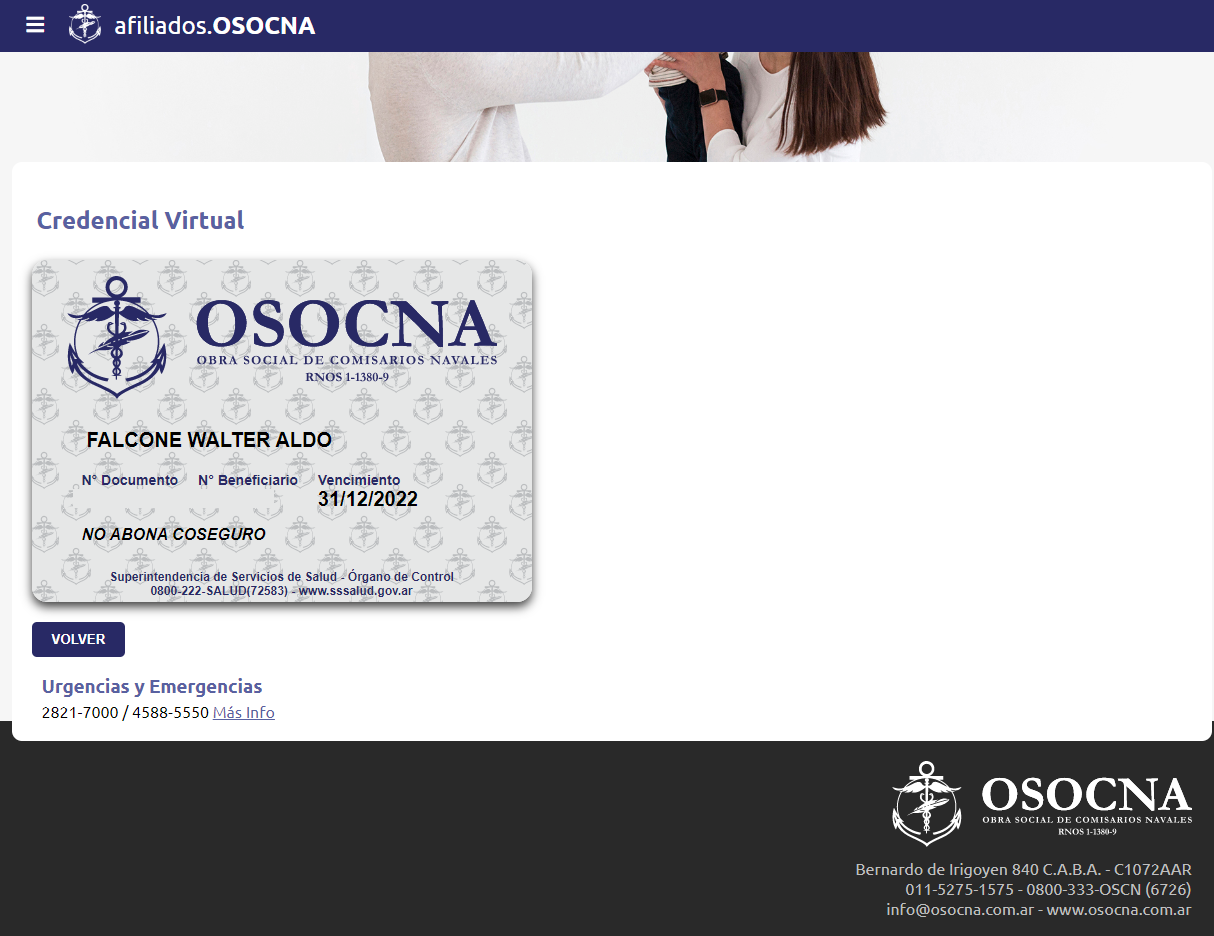 afiliados.OSOCNA
Credencial Virtual
OSOCNA
OBRA SOCIAL DE COMISARIOS NAVALES
RNOS 1-1380-9
FALCONE WALTER ALDO
N° Documento N° Beneficiario Vencimiento
31/12/2022
NO ABONA COSEGURO
Superintendencia de Servicios de Salud - Órgano de Control
0800-222-SALUD(72583) - www.sssalud.gov.ar
VOLVER
Urgencias y Emergencias
2821-7000 / 4588-5550 Más Info
OSOCNA
OBRA SOCIAL DE COMISARIOS NAVALES
RNOS 1-1380-9
Bernardo de Irigoyen 840 C.A.B.A. - C1072AAR
011-5275-1575 - 0800-333-OSCN (6726)
info@osocna.com.ar - www.osocna.com.ar